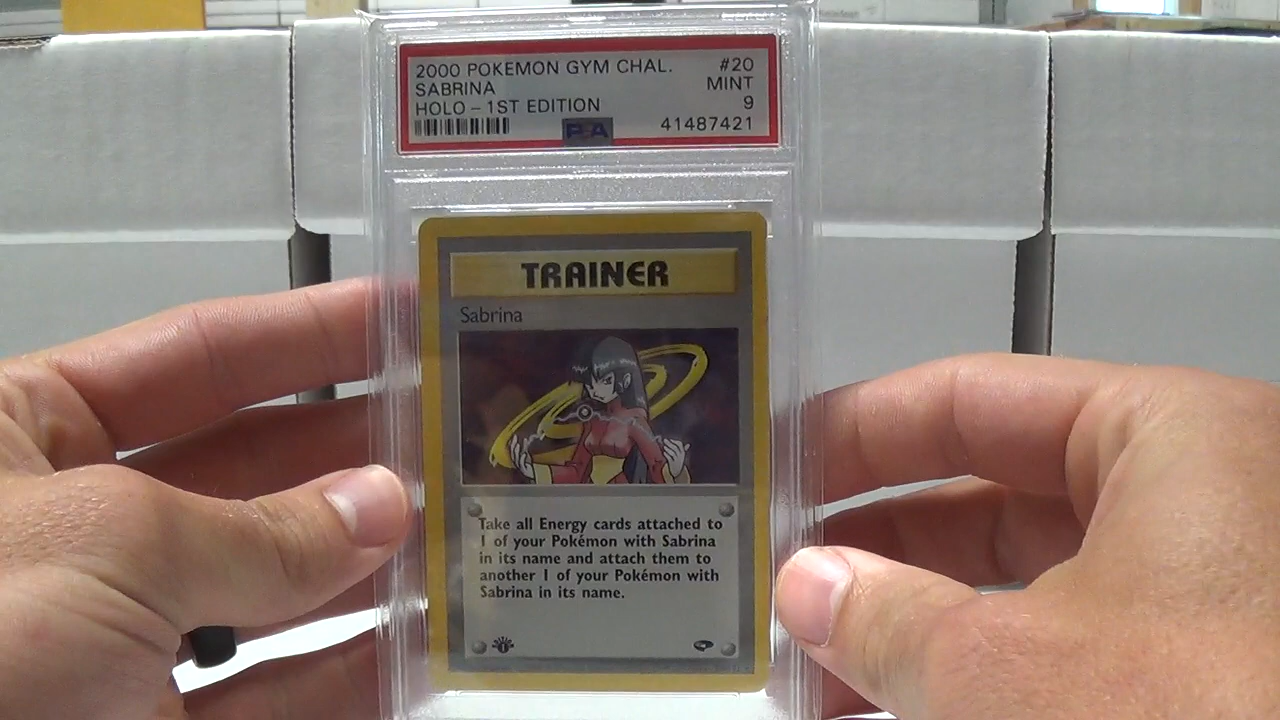 2000 POKEMON GYM CHAL. #20
SABRINA MINT
HOLO - 1ST EDITION 9
PSA 41487421
TRAINER
Sabrina
Take all Energy cards attached to
1 of your Pokémon with Sabrina
in its name and attach them to
another 1 of your Pokémon with
Sabrina in its name.